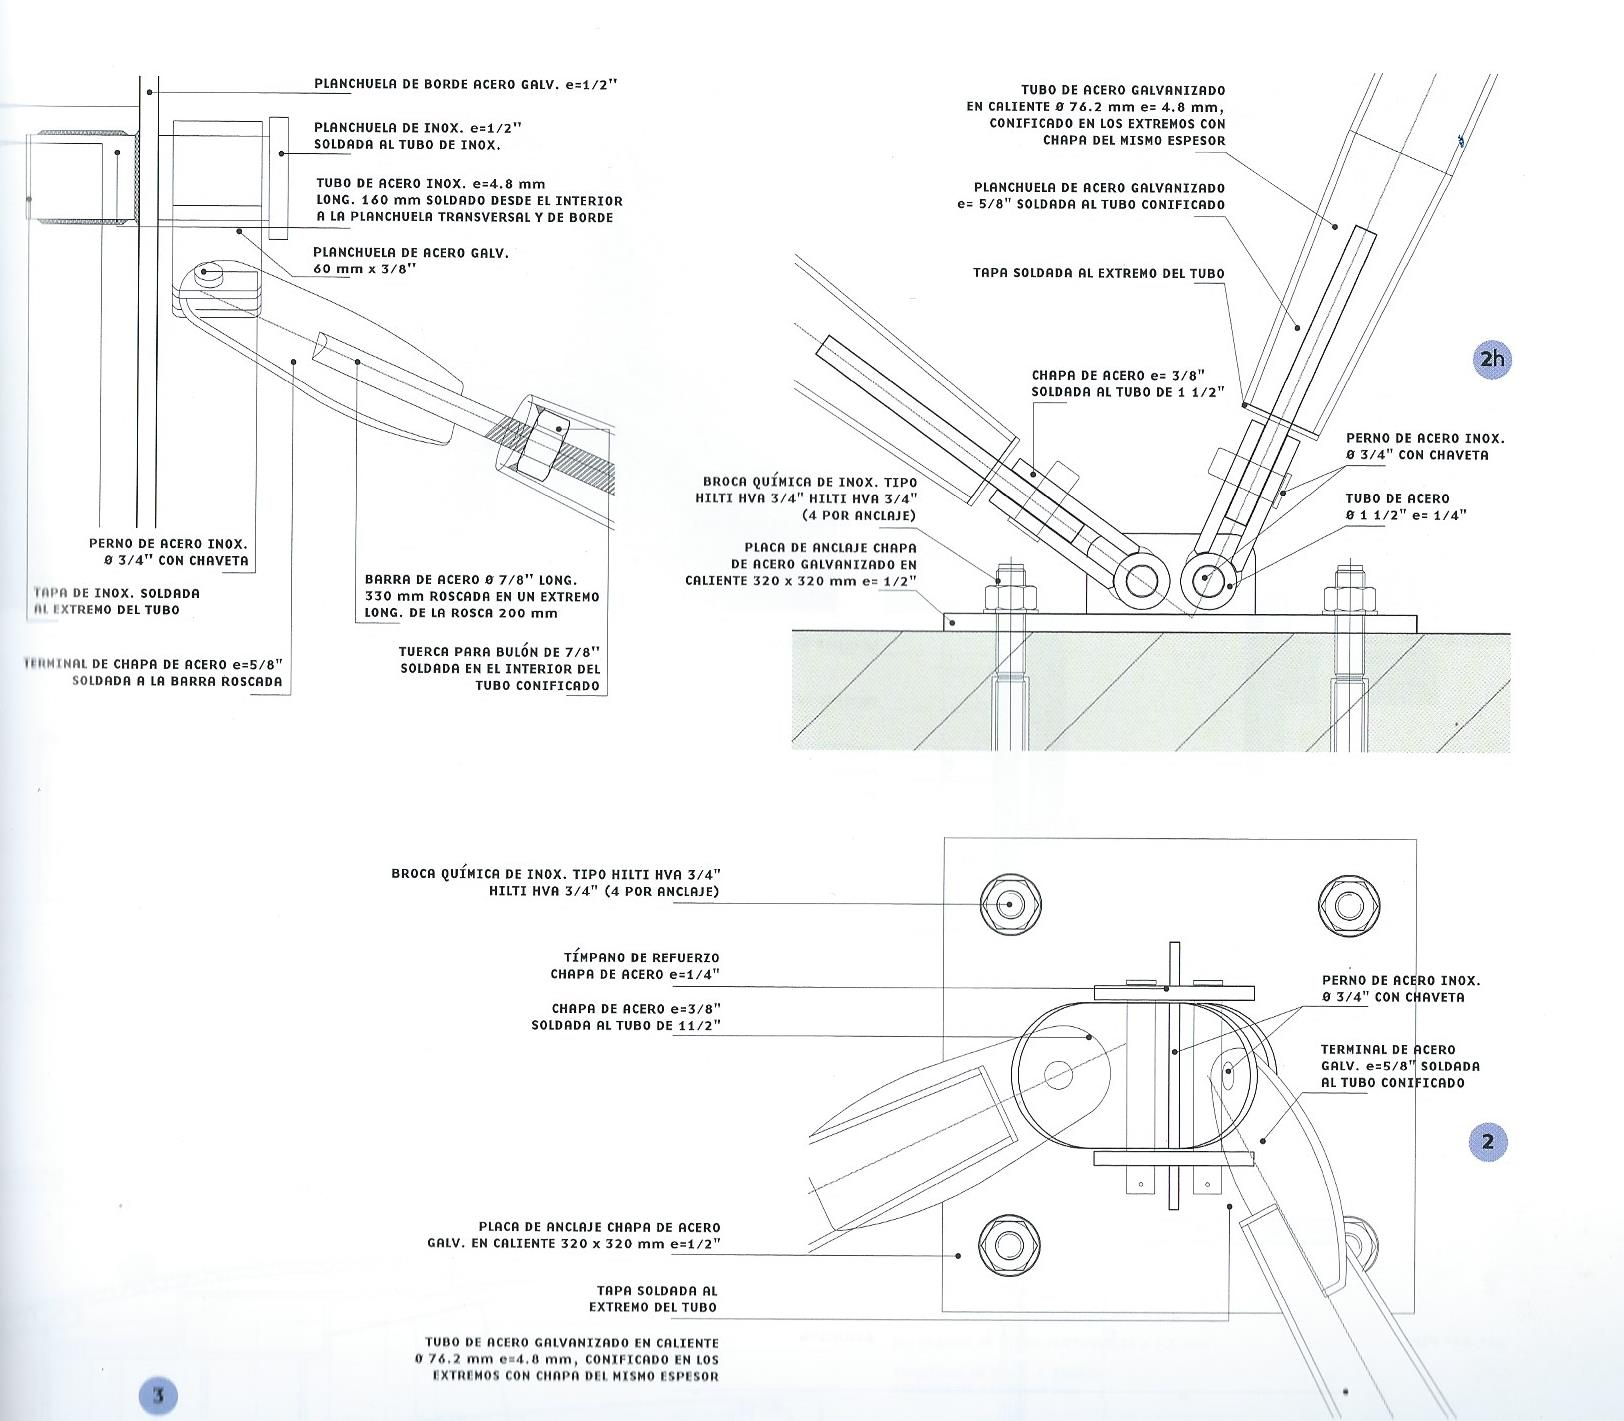 PLANCHUELA DE BORDE ACERO GALV. e=1/2"
PLANCHUELA DE INOX. e=1/2"
SOLDADA AL TUBO DE INOX.
TUBO DE ACERO INOX. e=4.8 mm
LONG. 160 mm SOLDADO DESDE EL INTERIOR
A LA PLANCHUELA TRANSVERSAL Y DE BORDE
PLANCHUELA DE ACERO GALV.
60 mm x 3/8"
PERNO DE ACERO INOX.
Ø 3/4" CON CHAVETA
TAPA DE INOX. SOLDADA
AL EXTREMO DEL TUBO
TERMINAL DE CHAPA DE ACERO e=5/8"
SOLDADA A LA BARRA ROSCADA
BARRA DE ACERO Ø 7/8" LONG.
330 mm ROSCADA EN UN EXTREMO
LONG. DE LA ROSCA 200 mm
TUERCA PARA BULÓN DE 7/8"
SOLDADA EN EL INTERIOR DEL
TUBO CONIFICADO
TUBO DE ACERO GALVANIZADO
EN CALIENTE Ø 76.2 mm e= 4.8 mm,
CONIFICADO EN LOS EXTREMOS CON
CHAPA DEL MISMO ESPESOR
PLANCHUELA DE ACERO GALVANIZADO
e= 5/8" SOLDADA AL TUBO CONIFICADO
TAPA SOLDADA AL EXTREMO DEL TUBO
2h
CHAPA DE ACERO e= 3/8"
SOLDADA AL TUBO DE 1 1/2"
PERNO DE ACERO INOX.
Ø 3/4" CON CHAVETA
BROCA QUÍMICA DE INOX. TIPO
HILTI HVA 3/4" HILTI HVA 3/4"
(4 POR ANCLAJE)
TUBO DE ACERO
Ø 1 1/2" e= 1/4"
PLACA DE ANCLAJE CHAPA
DE ACERO GALVANIZADO EN
CALIENTE 320 x 320 mm e= 1/2"
BROCA QUÍMICA DE INOX. TIPO HILTI HVA 3/4"
HILTI HVA 3/4" (4 POR ANCLAJE)
TÍMPANO DE REFUERZO
CHAPA DE ACERO e=1/4"
CHAPA DE ACERO e=3/8"
SOLDADA AL TUBO DE 11/2"
PERNO DE ACERO INOX.
Ø 3/4" CON CHAVETA
TERMINAL DE ACERO
GALV. e=5/8" SOLDADA
AL TUBO CONIFICADO
2
PLACA DE ANCLAJE CHAPA DE ACERO
GALV. EN CALIENTE 320 x 320 mm e=1/2"
TAPA SOLDADA AL
EXTREMO DEL TUBO
TUBO DE ACERO GALVANIZADO EN CALIENTE
Ø 76.2 mm e=4.8 mm, CONIFICADO EN LOS
EXTREMOS CON CHAPA DEL MISMO ESPESOR
3